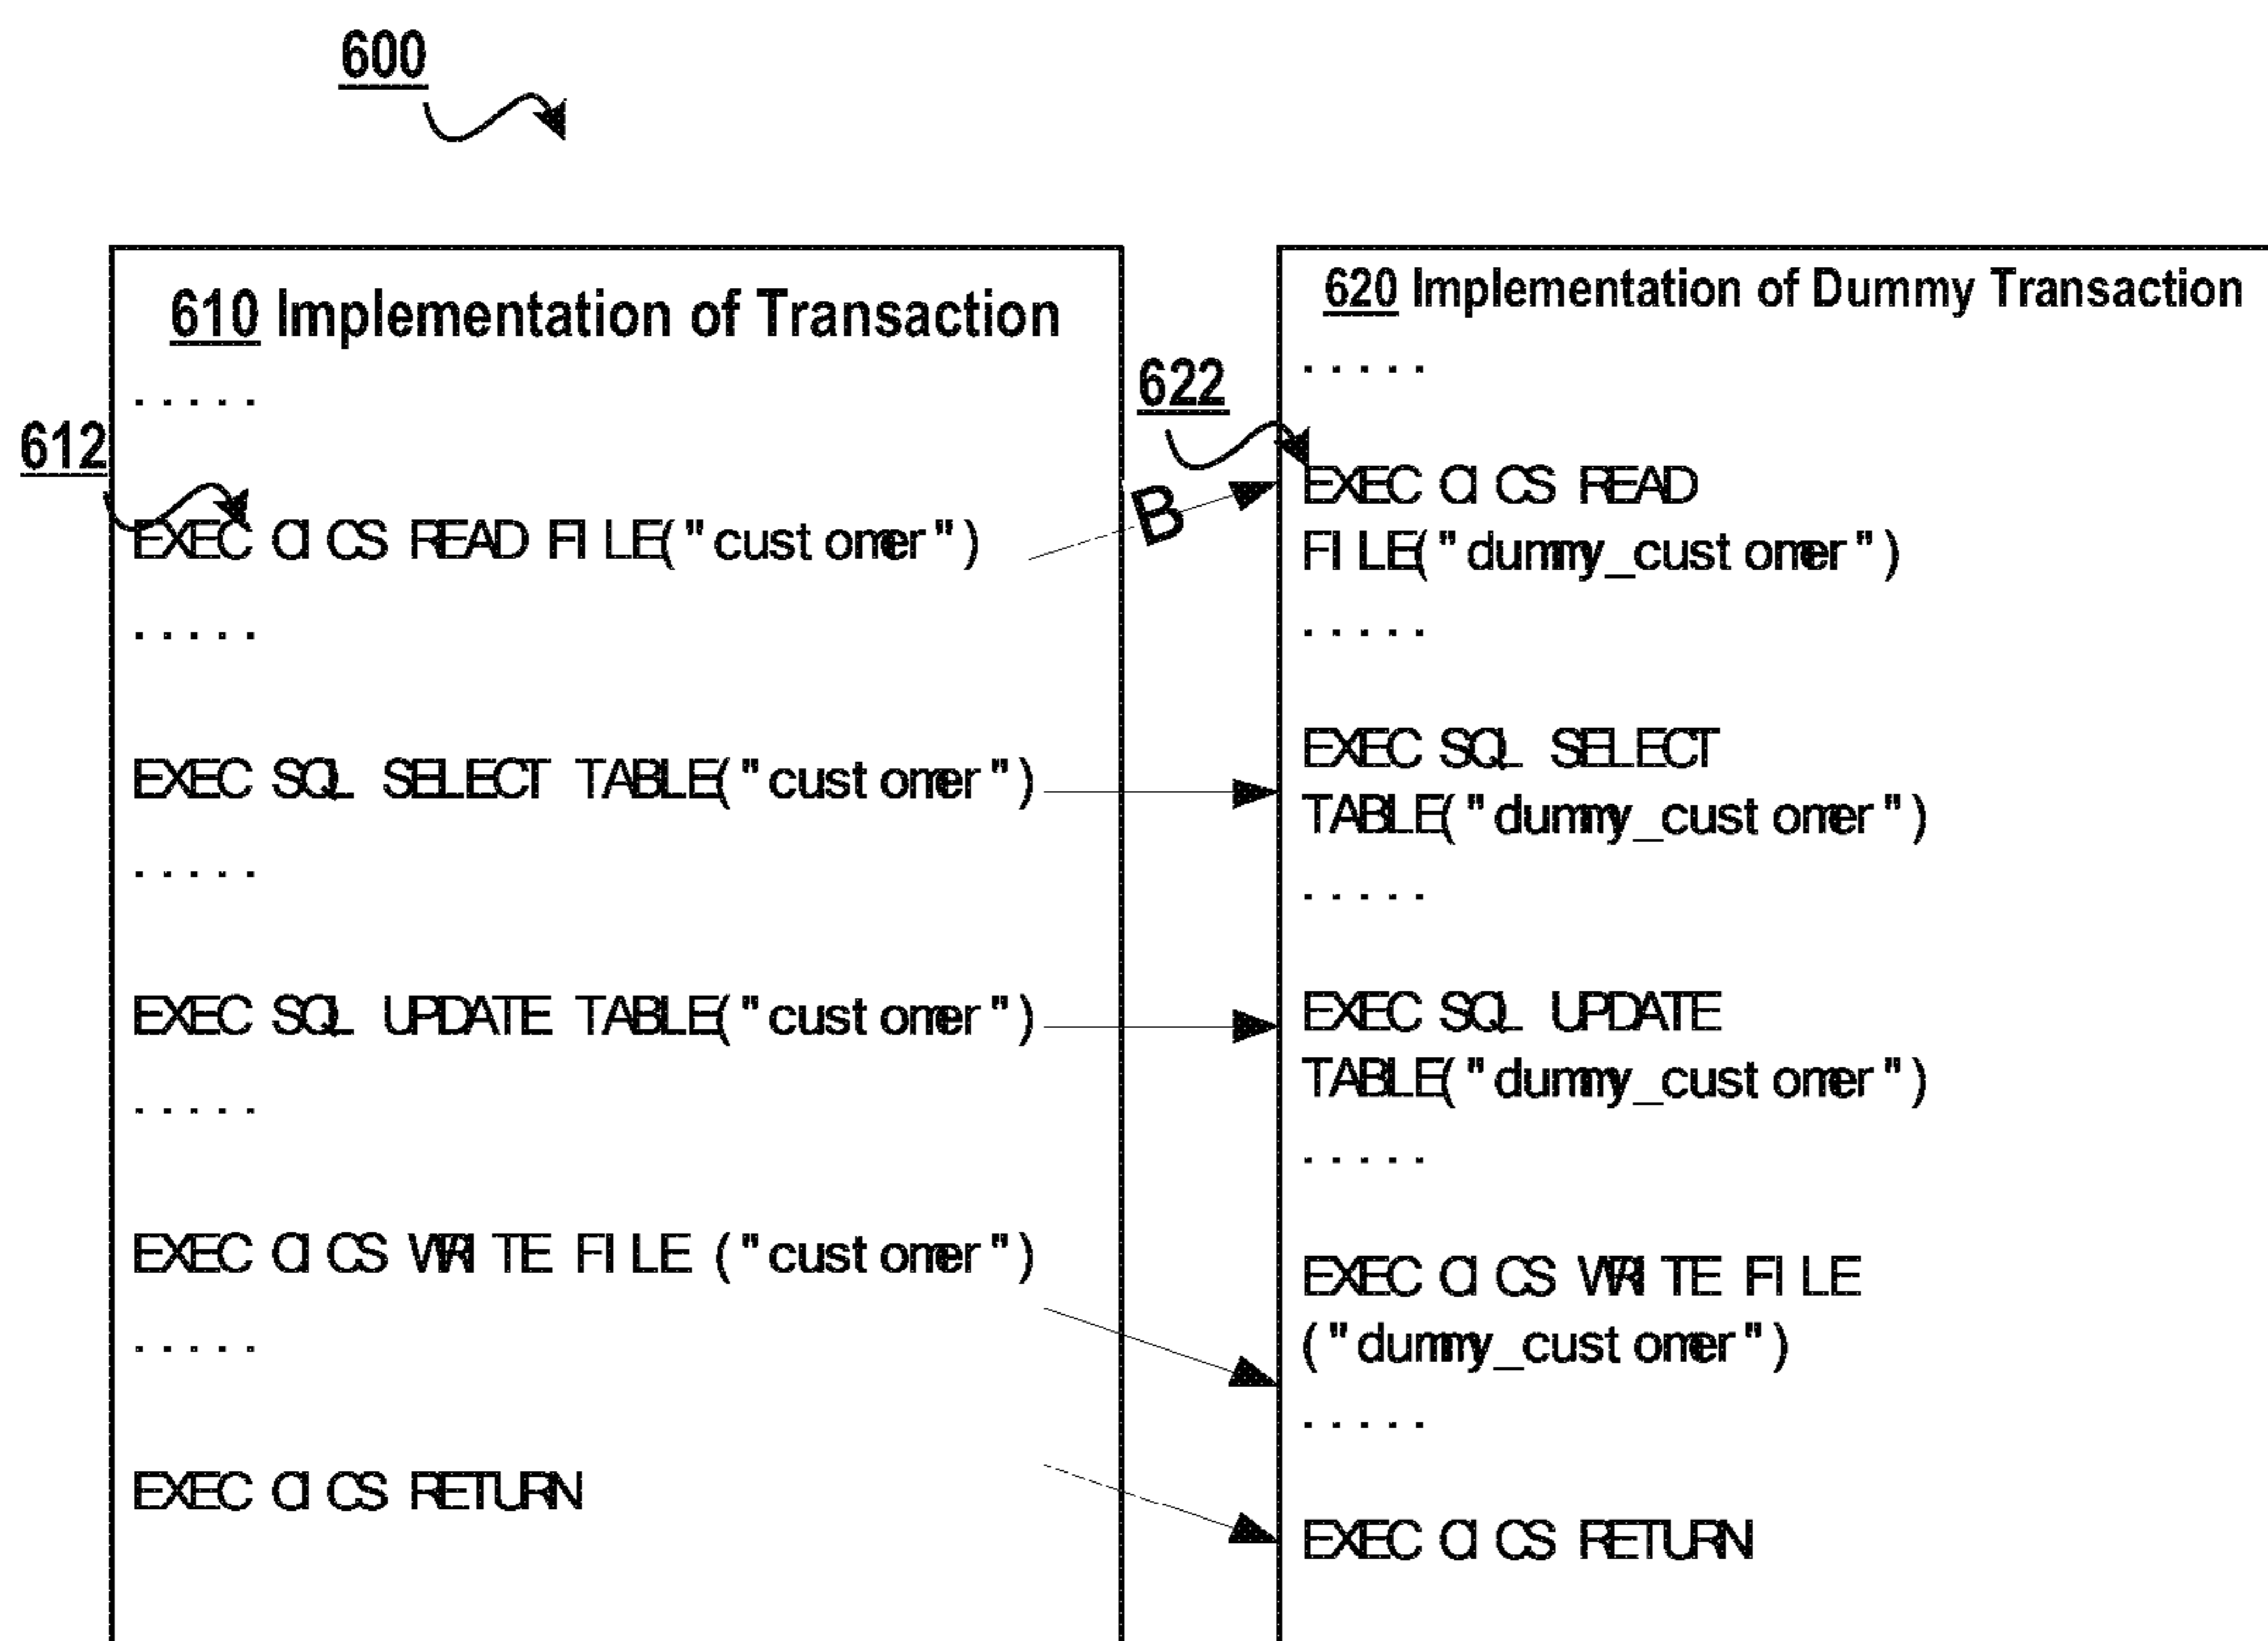 600
610 Implementation of Transaction
.....
612
EXEC CICS READ FILE("customer")
.....
EXEC SQL SELECT TABLE("customer")
.....
EXEC SQL UPDATE TABLE("customer")
.....
EXEC CICS WRITE FILE ("customer")
.....
EXEC CICS RETURN
B
620 Implementation of Dummy Transaction
.....
622
EXEC CICS READ
FILE("dummy_customer")
.....
EXEC SQL SELECT
TABLE("dummy_customer")
.....
EXEC SQL UPDATE
TABLE("dummy_customer")
.....
EXEC CICS WRITE FILE
("dummy_customer")
.....
EXEC CICS RETURN